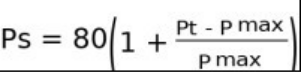 Ps = 80(1 + (Pt - P max)/(P max))